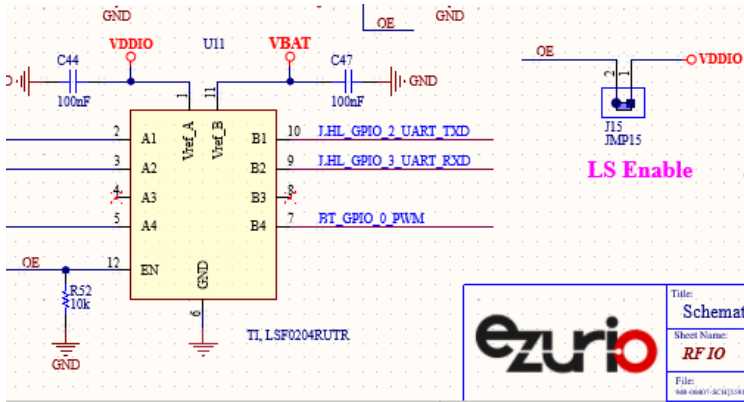 GND
OE
GND
VDDIO
U11
VBAT
C44
C47
GND
100nF
100nF
1
11
Vref_A
Vref_B
2
A1
B1
10
J.HL_GPIO_2_UART_TXD
3
A2
B2
9
J.HL_GPIO_3_UART_RXD
4
A3
B3
8
5
A4
B4
7
BT_GPIO_0_PWM
OE
12
EN
GND
R52
10k
6
GND
TI, LSF0204RUTR
OE
2
1
VDDIO
J15
JMP15
LS Enable
ezurio
Title:
Schemat
Sheet Name:
RF IO
File: